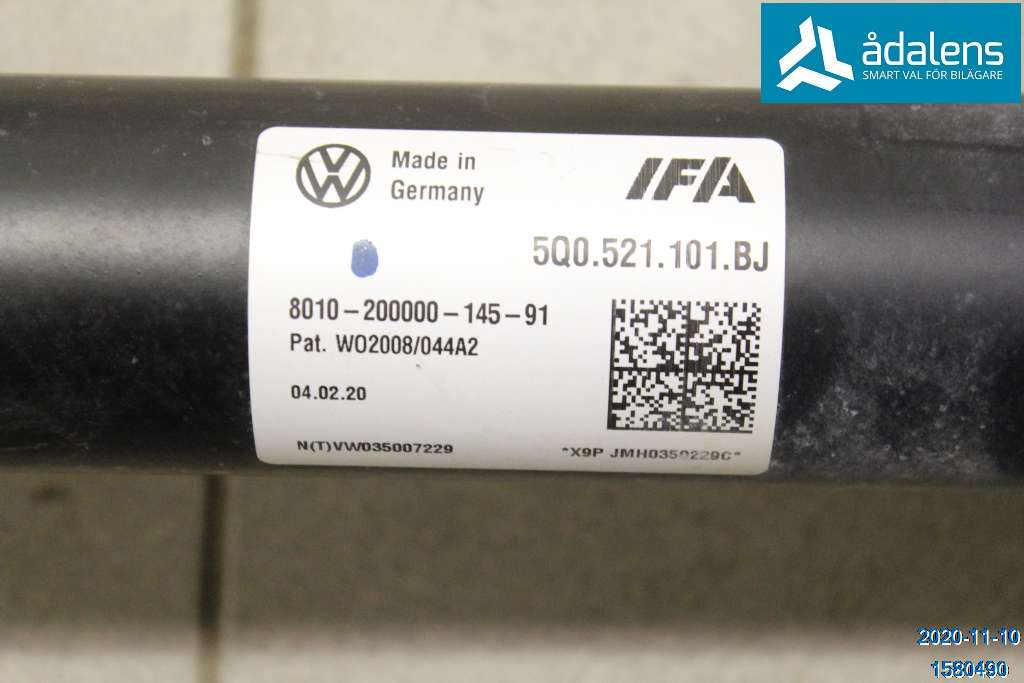 ådalens
SMART VAL FÖR BILÄGARE
Made in
Germany
IFA
5Q0.521.101.BJ
8010-200000-145-91
Pat. WO2008/044A2
04.02.20
N(T)VW035007229
*X9P
2020-11-10
1580490